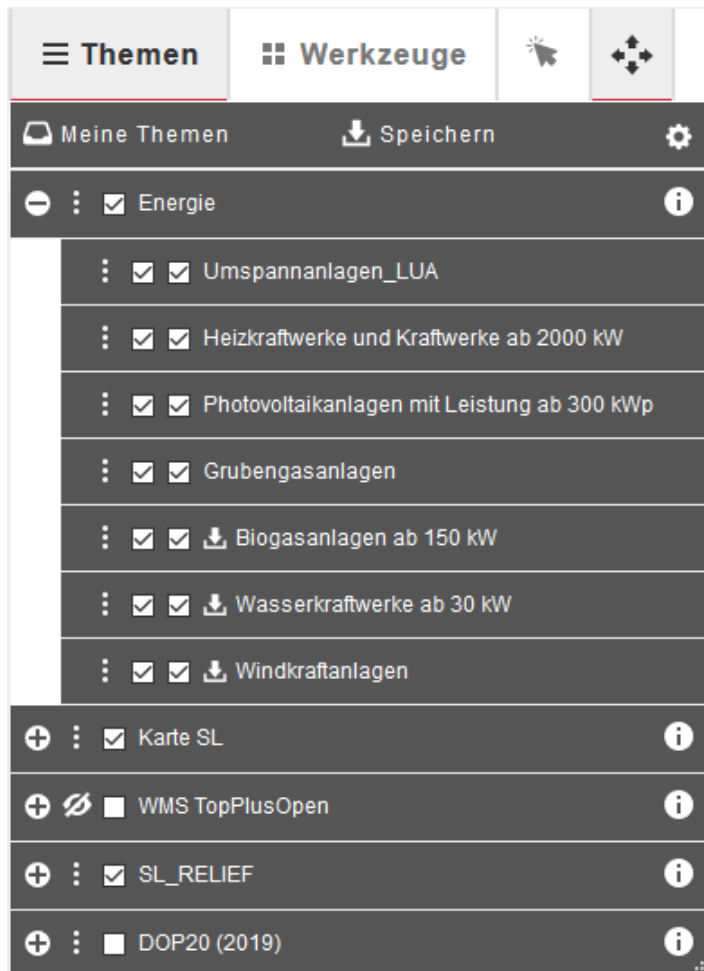 Themen Werkzeuge
Meine Themen Speichern
Energie
Umspannanlagen_LUA
Heizkraftwerke und Kraftwerke ab 2000 kW
Photovoltaikanlagen mit Leistung ab 300 kWp
Grubengasanlagen
Biogasanlagen ab 150 kW
Wasserkraftwerke ab 30 kW
Windkraftanlagen
Karte SL
WMS TopPlusOpen
SL_RELIEF
DOP20 (2019)